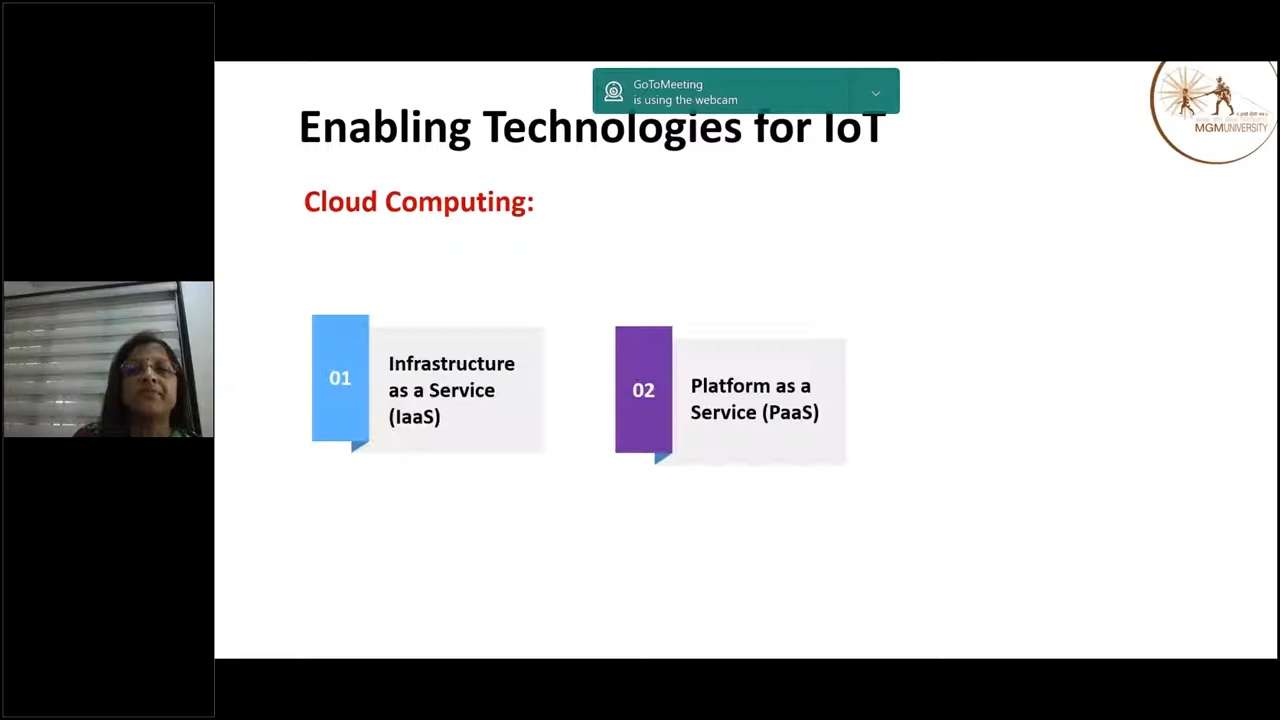 GoToMeeting
is using the webcam
Enabling Technologies for IoT
MGMUNIVERSITY
Cloud Computing:
01
Infrastructure
as a Service
(IaaS)
02
Platform as a
Service (PaaS)